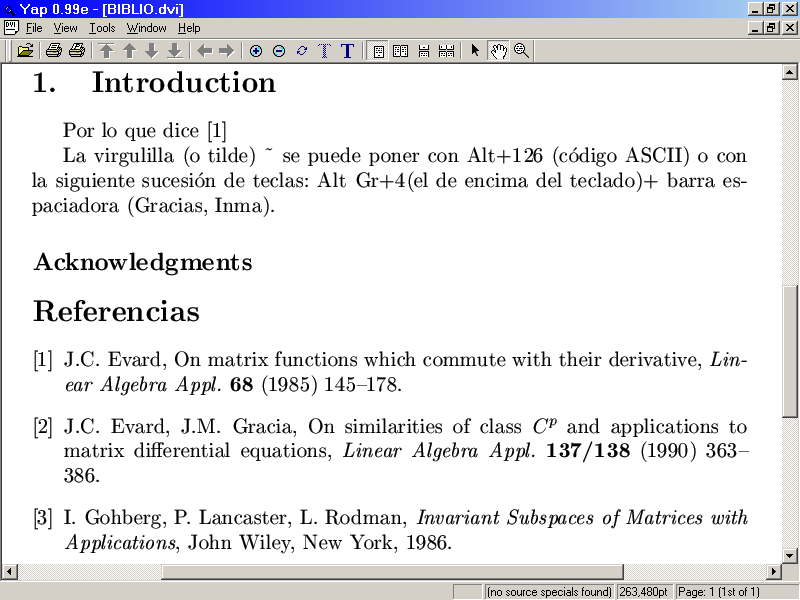 Yap 0.99e - [BIBLIO.dvi]
File View Tools Window Help
1. Introduction
Por lo que dice [1]
La virgulilla (o tilde) ~ se puede poner con Alt+126 (código ASCII) o con
la siguiente sucesión de teclas: Alt Gr+4(el de encima del teclado)+ barra es-
paciadora (Gracias, Inma).
Acknowledgments
Referencias
[1] J.C. Evard, On matrix functions which commute with their derivative, Lin-
ear Algebra Appl. 68 (1985) 145–178.
[2] J.C. Evard, J.M. Gracia, On similarities of class Cᵖ and applications to
matrix differential equations, Linear Algebra Appl. 137/138 (1990) 363–
386.
[3] I. Gohberg, P. Lancaster, L. Rodman, Invariant Subspaces of Matrices with
Applications, John Wiley, New York, 1986.
(no source specials found) 263,480pt Page: 1 (1st of 1)